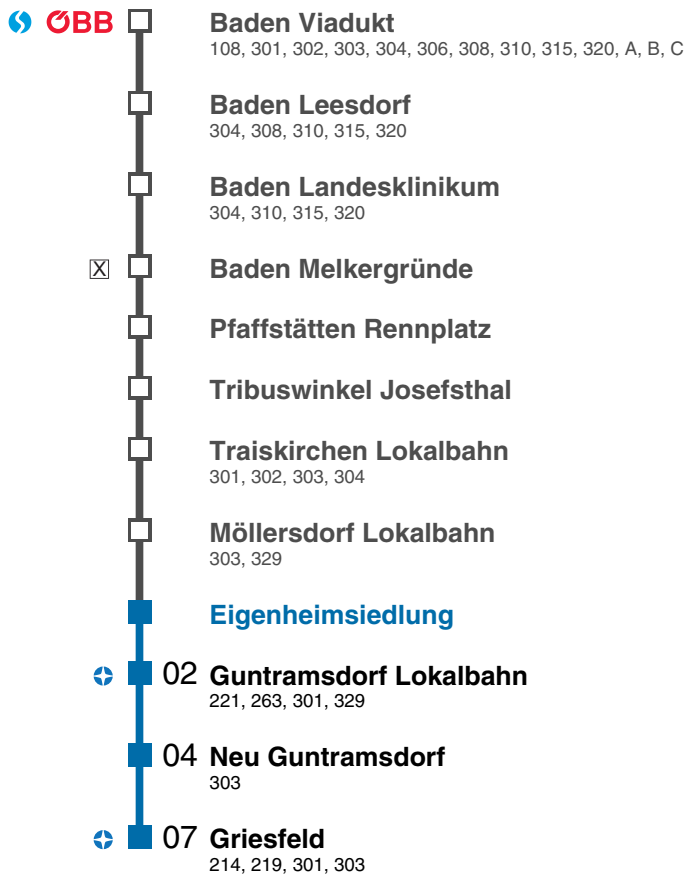 ÖBB Baden Viadukt
108, 301, 302, 303, 304, 306, 308, 310, 315, 320, A, B, C
Baden Leesdorf
304, 308, 310, 315, 320
Baden Landesklinikum
304, 310, 315, 320
X Baden Melkergründe
Pfaffstätten Rennplatz
Tribuswinkel Josefsthal
Traiskirchen Lokalbahn
301, 302, 303, 304
Möllersdorf Lokalbahn
303, 329
Eigenheimsiedlung
02 Guntramsdorf Lokalbahn
221, 263, 301, 329
04 Neu Guntramsdorf
303
07 Griesfeld
214, 219, 301, 303